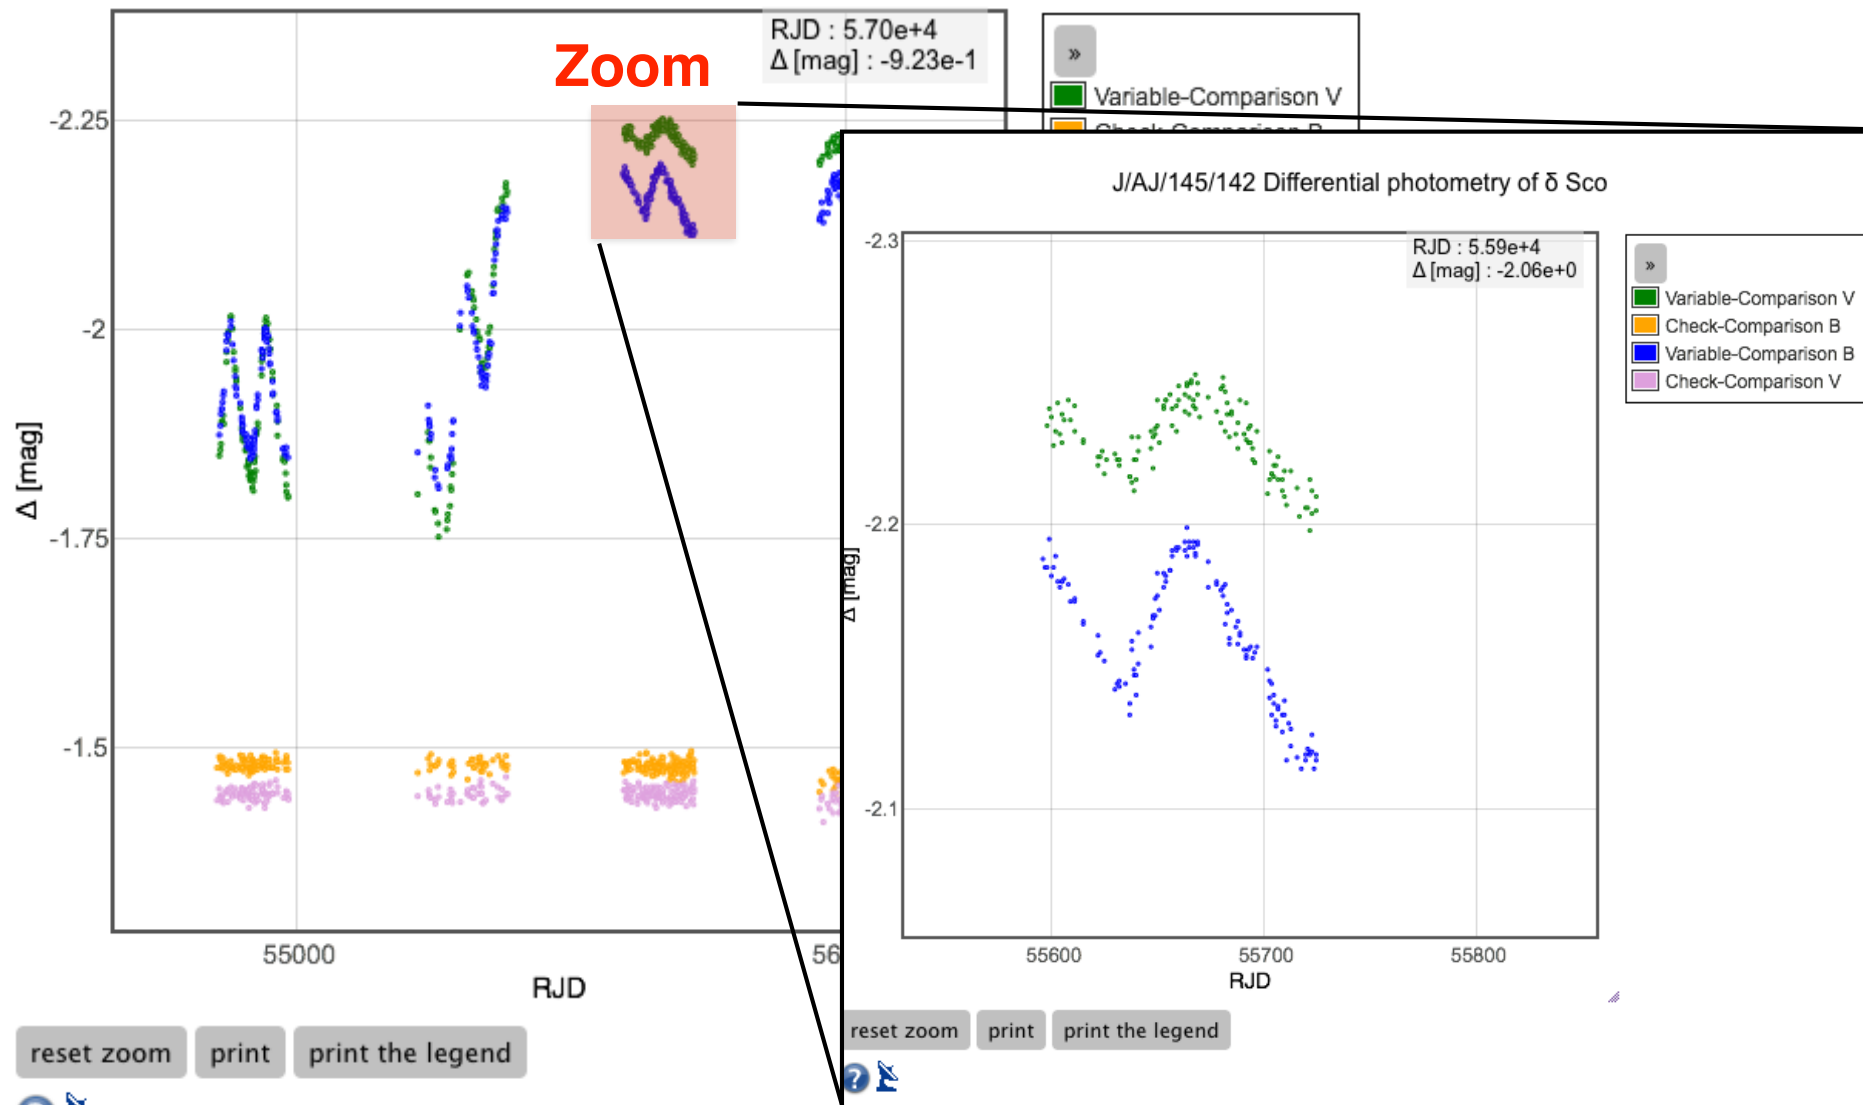 RJD : 5.70e+4
Δ [mag] : -9.23e-1
Zoom
»
Variable-Comparison V
Check-Comparison B
-2.25
-2
-1.75
-1.5
Δ [mag]
55000
56
RJD
reset zoom
print
print the legend
J/AJ/145/142 Differential photometry of δ Sco
RJD : 5.59e+4
Δ [mag] : -2.06e+0
»
Variable-Comparison V
Check-Comparison B
Variable-Comparison B
Check-Comparison V
-2.3
-2.2
-2.1
Δ [mag]
55600
55700
55800
RJD
reset zoom
print
print the legend
?